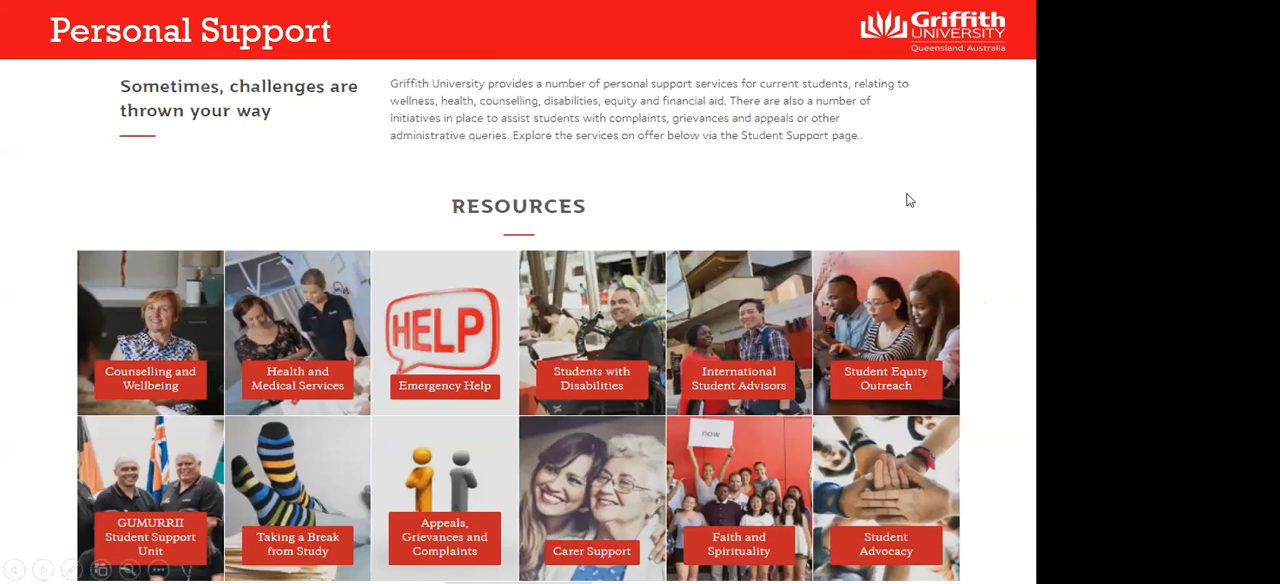 Personal Support
Griffith
UNIVERSITY
Queensland, Australia
Sometimes, challenges are
thrown your way
Griffith University provides a number of personal support services for current students, relating to
wellness, health, counselling, disabilities, equity and financial aid. There are also a number of
initiatives in place to assist students with complaints, grievances and appeals or other
administrative queries. Explore the services on offer below via the Student Support page..
RESOURCES
HELP
Counselling and
Wellbeing
Health and
Medical Services
Emergency Help
Students with
Disabilities
International
Student Advisors
Student Equity
Outreach
now
GUMURRII
Student Support
Unit
Taking a Break
from Study
Appeals,
Grievances and
Complaints
Carer Support
Faith and
Spirituality
Student
Advocacy